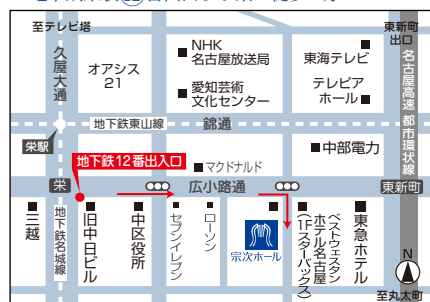 至テレビ塔
久屋大通
オアシス
21
NHK
名古屋放送局
愛知芸術
文化センター
東海テレビ
テレピア
ホール
東新町
出口
名古屋高速 都市環状線
地下鉄東山線
錦通
栄駅
地下鉄12番出入口
マクドナルド
中部電力
栄
広小路通
東新町
三越
地下鉄名城線
旧中日ビル
中区役所
セブンイレブン
ローソン
宗次ホール
ベストウェスタン
ホテル名古屋
(1Fスターバックス)
東急ホテル
N
至丸太町